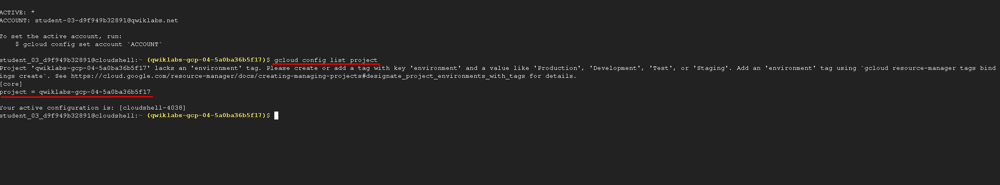 ACTIVE: *
ACCOUNT: student-03-d9f949b32891@qwiklabs.net
To set the active account, run:
$ gcloud config set account `ACCOUNT`
student_03_d9f949b32891@cloudshell:~ (qwiklabs-gcp-04-5a0ba36b5f17)$ gcloud config list project
Project 'qwiklabs-gcp-04-5a0ba36b5f17' lacks an 'environment' tag. Please create or add a tag with key 'environment' and a value like 'Production', 'Development', 'Test', or 'Staging'. Add an 'environment' tag using `gcloud resource-manager tags bind
ings create`. See https://cloud.google.com/resource-manager/docs/creating-managing-projects#designate_project_environments_with_tags for details.
[core]
project = qwiklabs-gcp-04-5a0ba36b5f17
Your active configuration is: [cloudshell-4038]
student_03_d9f949b32891@cloudshell:~ (qwiklabs-gcp-04-5a0ba36b5f17)$